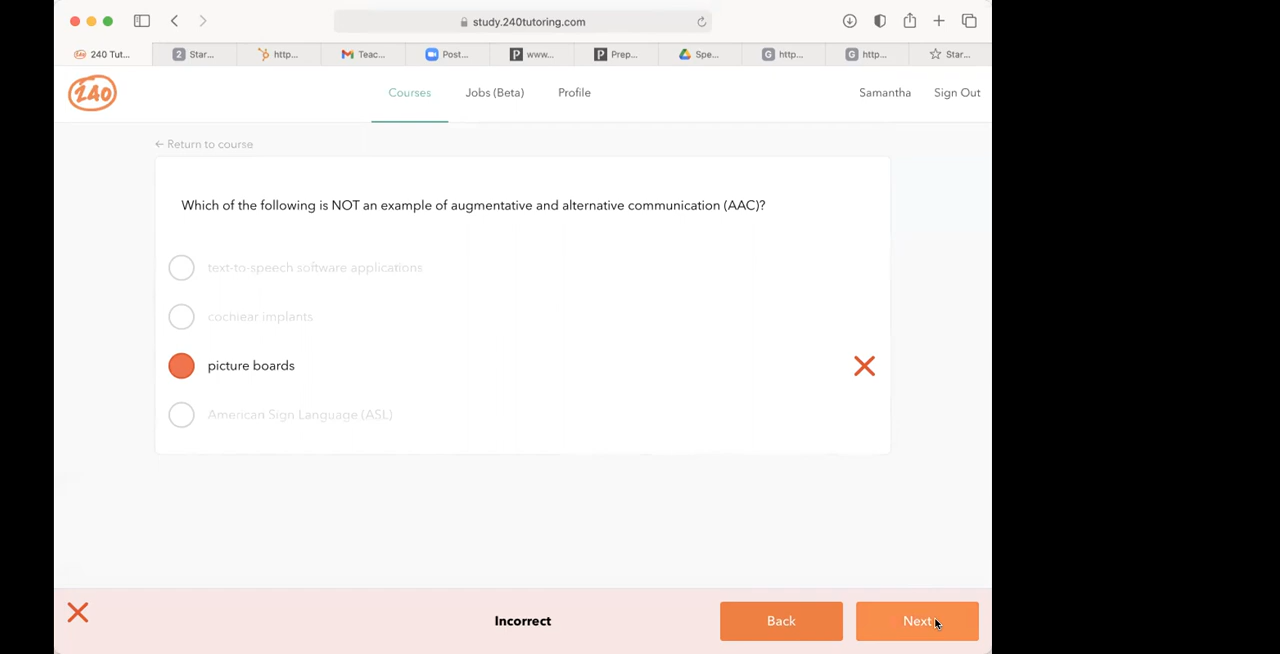 study.240tutoring.com
240 Tut...
2 Star...
http...
Teac...
Post...
P www...
P Prep...
Spe...
G http...
G http...
Star...
240
Courses
Jobs (Beta)
Profile
Samantha
Sign Out
← Return to course
Which of the following is NOT an example of augmentative and alternative communication (AAC)?
text-to-speech software applications
cochlear implants
picture boards
American Sign Language (ASL)
Incorrect
Back
Next